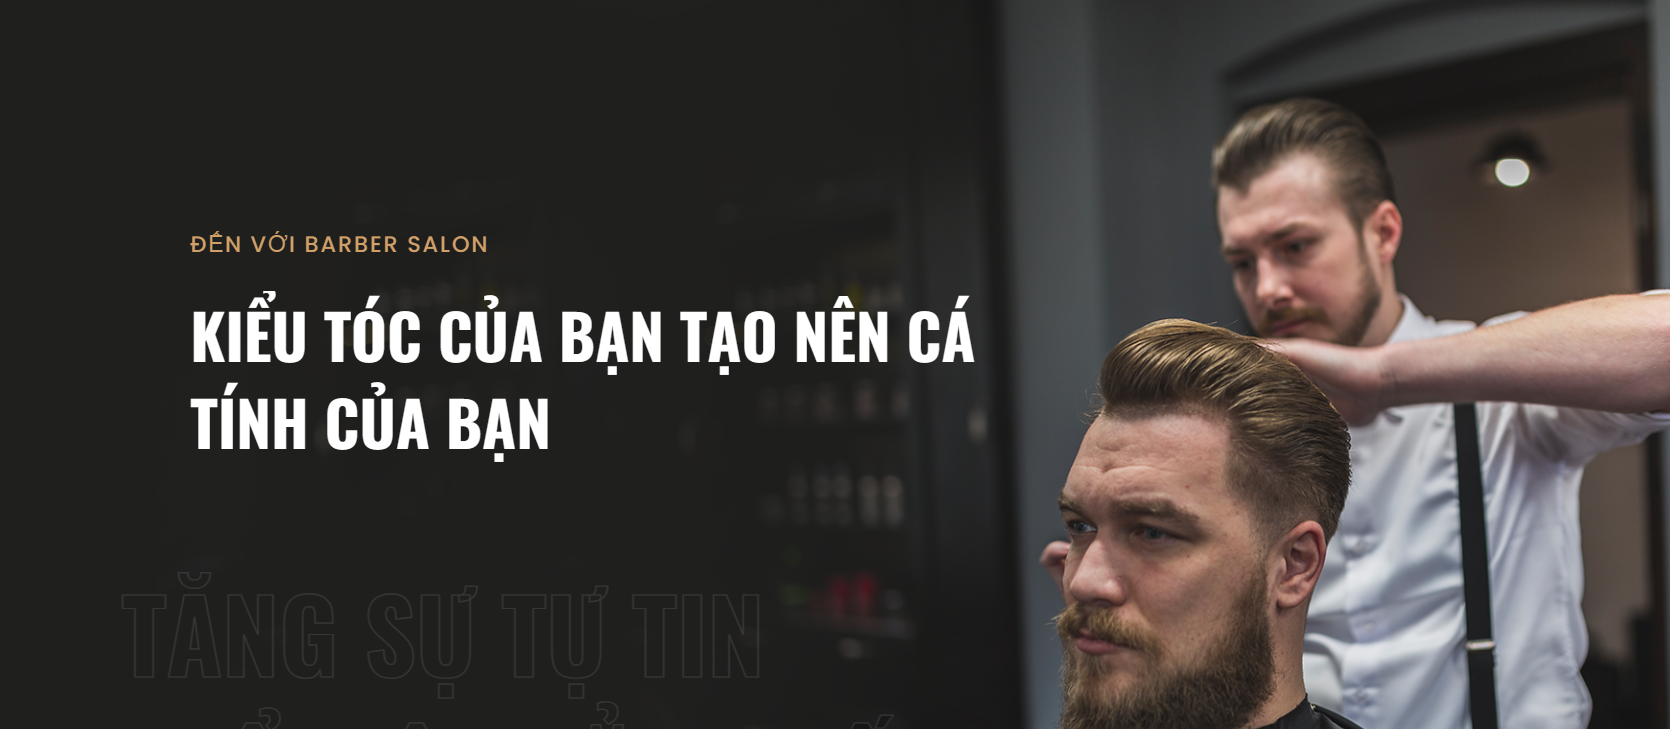 ĐẾN VỚI BARBER SALON
KIỂU TÓC CỦA BẠN TẠO NÊN CÁ
TÍNH CỦA BẠN
TĂNG SỰ TỰ TIN